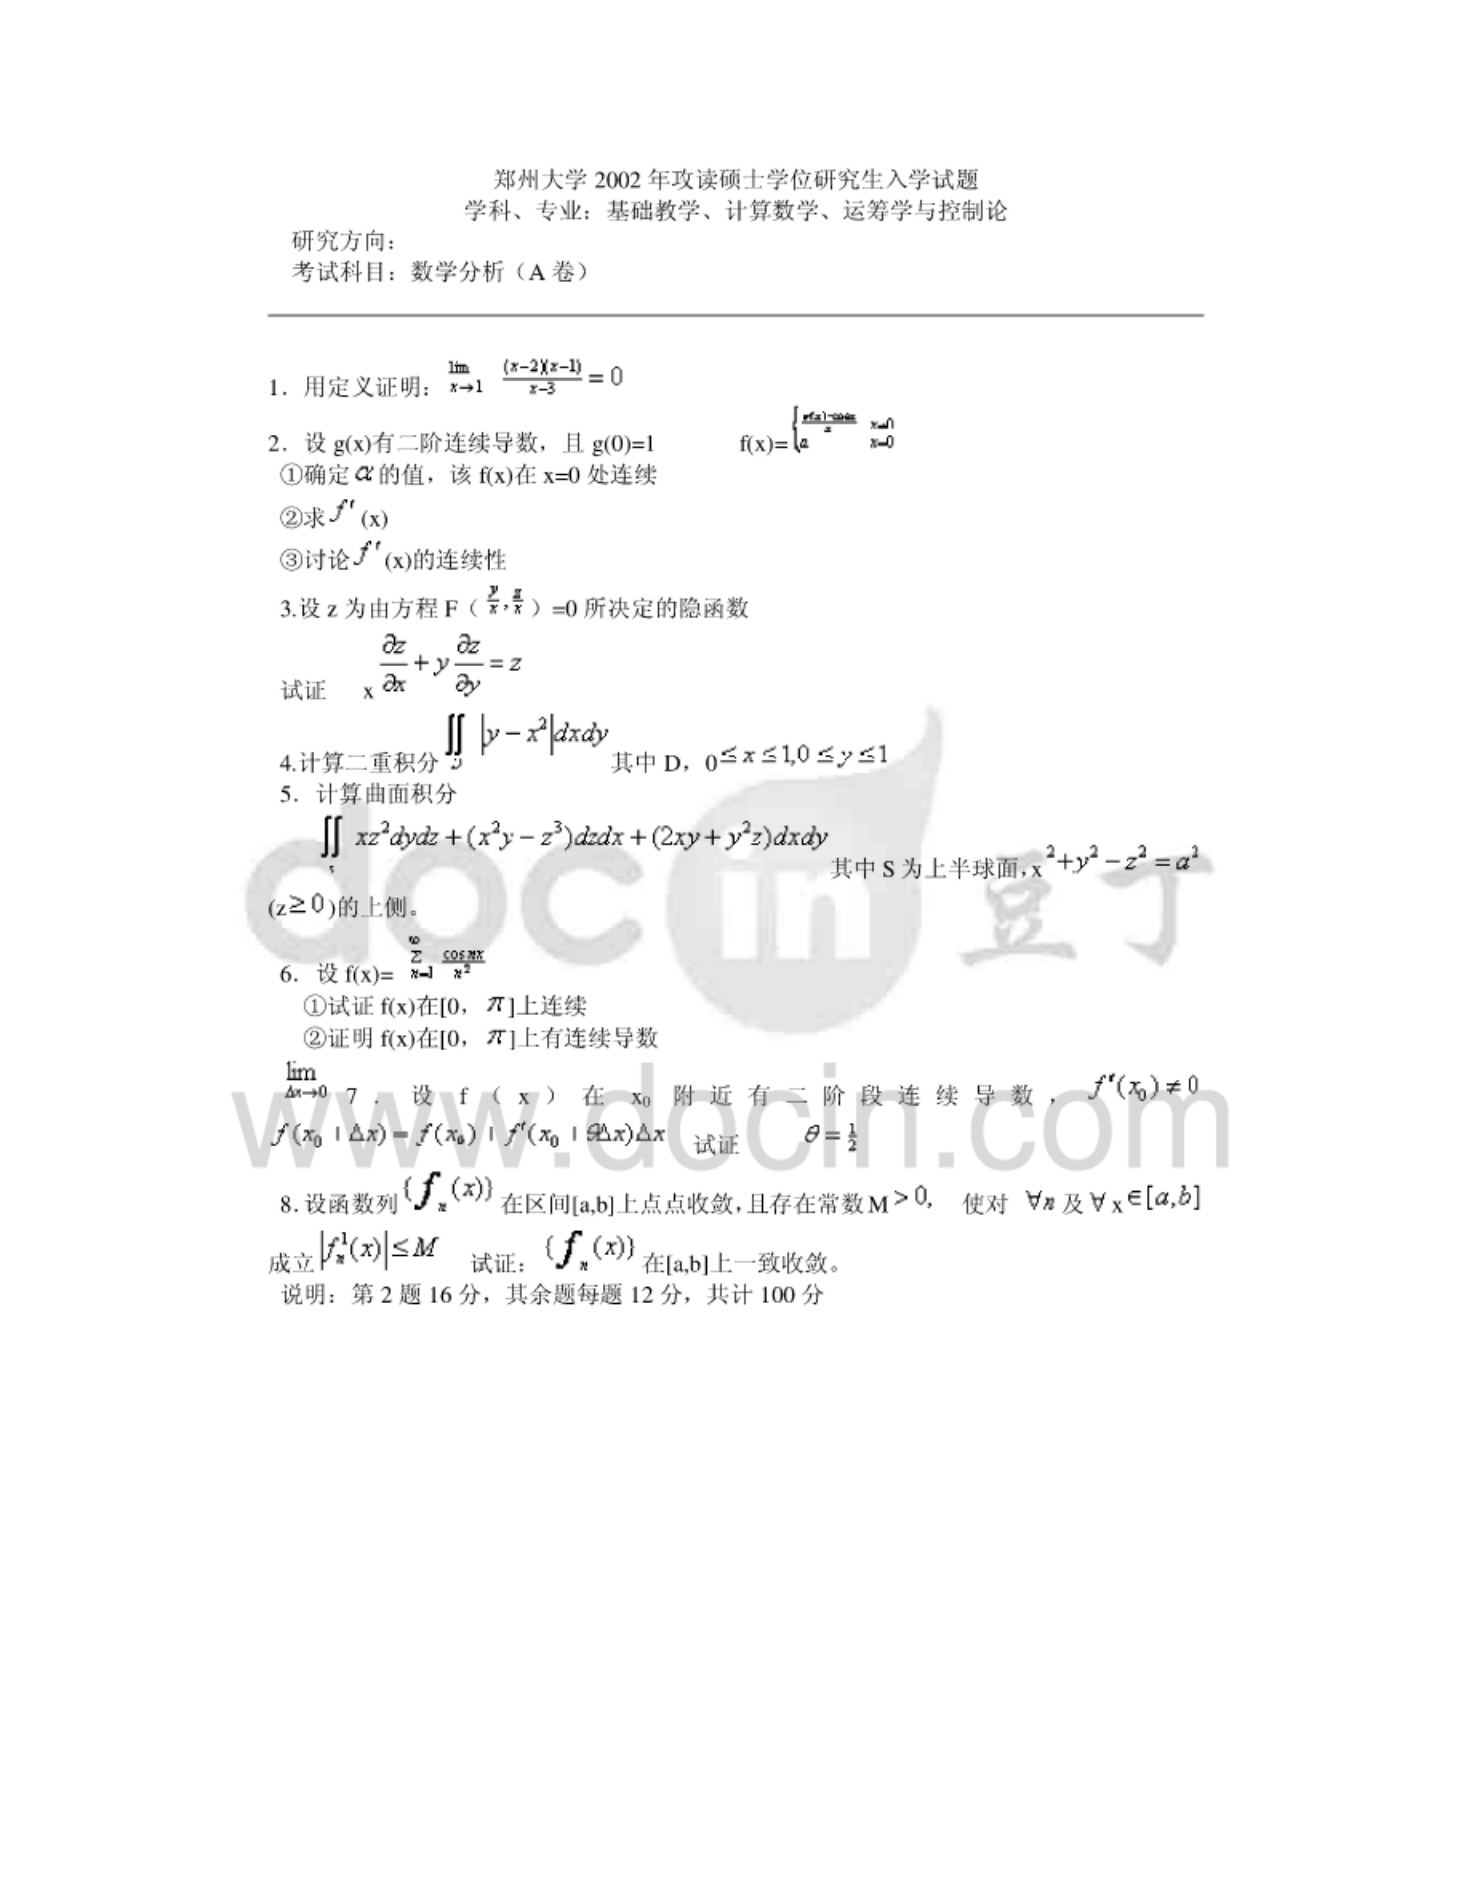 郑州大学 2002 年攻读硕士学位研究生入学试题
学科、专业：基础教学、计算数学、运筹学与控制论
研究方向：
考试科目：数学分析（A 卷）
1．用定义证明： lim x→1 (x−2)(x−1)/(x−3) = 0
2．设 g(x)有二阶连续导数，且 g(0)=1 f(x)={ x=0 a x=0
①确定 α 的值，该 f(x)在 x=0 处连续
②求 f′ (x)
③讨论 f′ (x)的连续性
3.设 z 为由方程 F（ y/x , z/x ）=0 所决定的隐函数
试证 x ∂z/∂x + y ∂z/∂y = z
4.计算二重积分 ∬D |y − x²|dxdy 其中 D，0 ≤ x ≤ 1,0 ≤ y ≤ 1
5．计算曲面积分
∬s xz²dydz + (x²y − z³)dzdx + (2xy + y²z)dxdy 其中 S 为上半球面，x²+y² − z² = a²
(z ≥ 0 )的上侧。
6．设 f(x)= ∞ Σ n=1 cos nx / n²
①试证 f(x)在[0， π ]上连续
②证明 f(x)在[0， π ]上有连续导数
lim Δx→0 7．设 f（x）在 x₀ 附近有二阶段连续导数， f″(x₀) ≠ 0
f(x₀ + Δx) = f(x₀) + f′(x₀ + θΔx)Δx 试证 θ = 1/2
8.设函数列 {fₙ(x)} 在区间[a,b]上点点收敛，且存在常数 M > 0, 使对 ∀n 及 ∀ x ∈ [a,b]
成立 |fₙ¹(x)| ≤ M 试证： {fₙ(x)} 在[a,b]上一致收敛。
说明：第 2 题 16 分，其余题每题 12 分，共计 100 分
docin 豆丁
www.docin.com